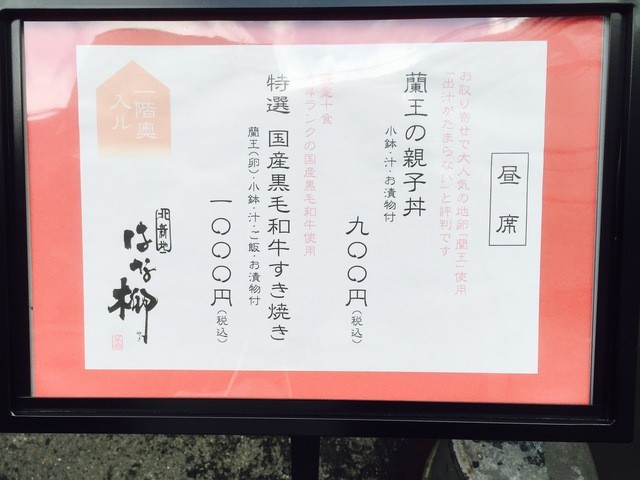 昼席
お取り寄せで大人気の地卵「蘭王」使用
「出汁がたまらない」と評判です
蘭王の親子丼
小鉢・汁・お漬物付
九〇〇円(税込)
ランクの国産黒毛和牛使用
特選 国産黒毛和牛すき焼き
蘭王(卵)・小鉢・汁・ご飯・お漬物付
一〇〇〇円(税込)
一階奥
入ル
北新地
はな柳